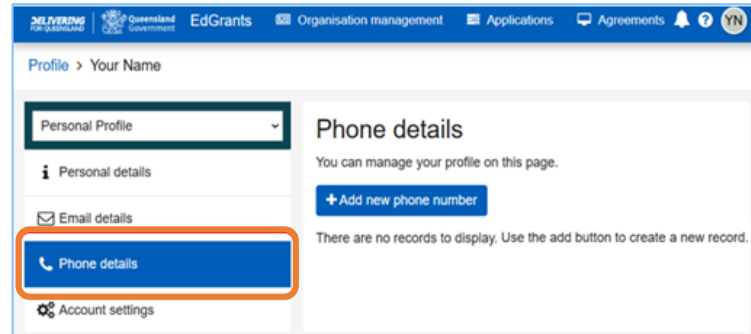 DELIVERING
FOR QUEENSLAND
Queensland
Government
EdGrants
Organisation management
Applications
Agreements
YN
Profile > Your Name
Personal Profile
Personal details
Email details
Phone details
Account settings
Phone details
You can manage your profile on this page.
+ Add new phone number
There are no records to display. Use the add button to create a new record.